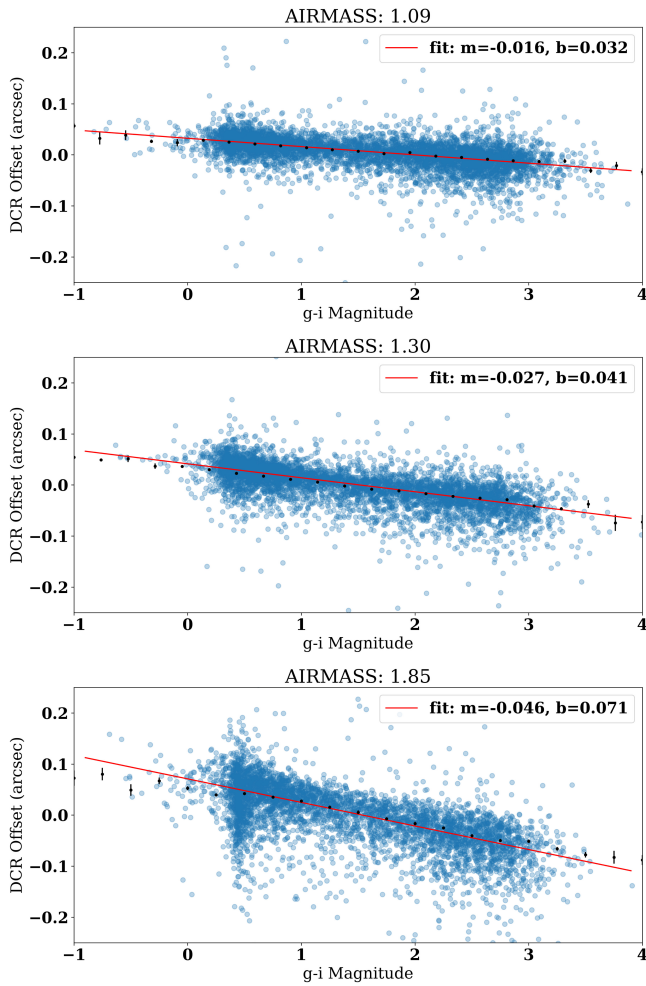 AIRMASS: 1.09
0.2
0.1
0.0
−0.1
−0.2
DCR Offset (arcsec)
fit: m=-0.016, b=0.032
−1 0 1 2 3 4
g-i Magnitude
AIRMASS: 1.30
0.2
0.1
0.0
−0.1
−0.2
DCR Offset (arcsec)
fit: m=-0.027, b=0.041
−1 0 1 2 3 4
g-i Magnitude
AIRMASS: 1.85
0.2
0.1
0.0
−0.1
−0.2
DCR Offset (arcsec)
fit: m=-0.046, b=0.071
−1 0 1 2 3 4
g-i Magnitude